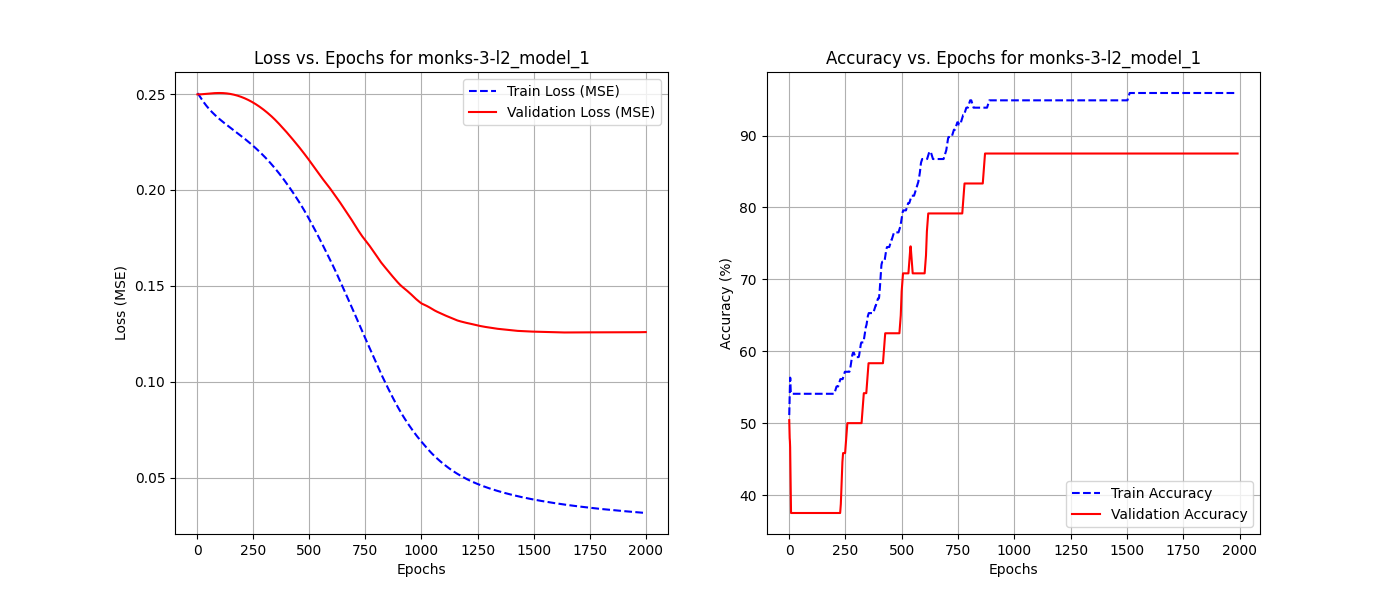 Loss vs. Epochs for monks-3-l2_model_1
Train Loss (MSE)
Validation Loss (MSE)
0.25
0.20
0.15
0.10
0.05
Loss (MSE)
0 250 500 750 1000 1250 1500 1750 2000
Epochs
Accuracy vs. Epochs for monks-3-l2_model_1
90
80
70
60
50
40
Accuracy (%)
Train Accuracy
Validation Accuracy
0 250 500 750 1000 1250 1500 1750 2000
Epochs